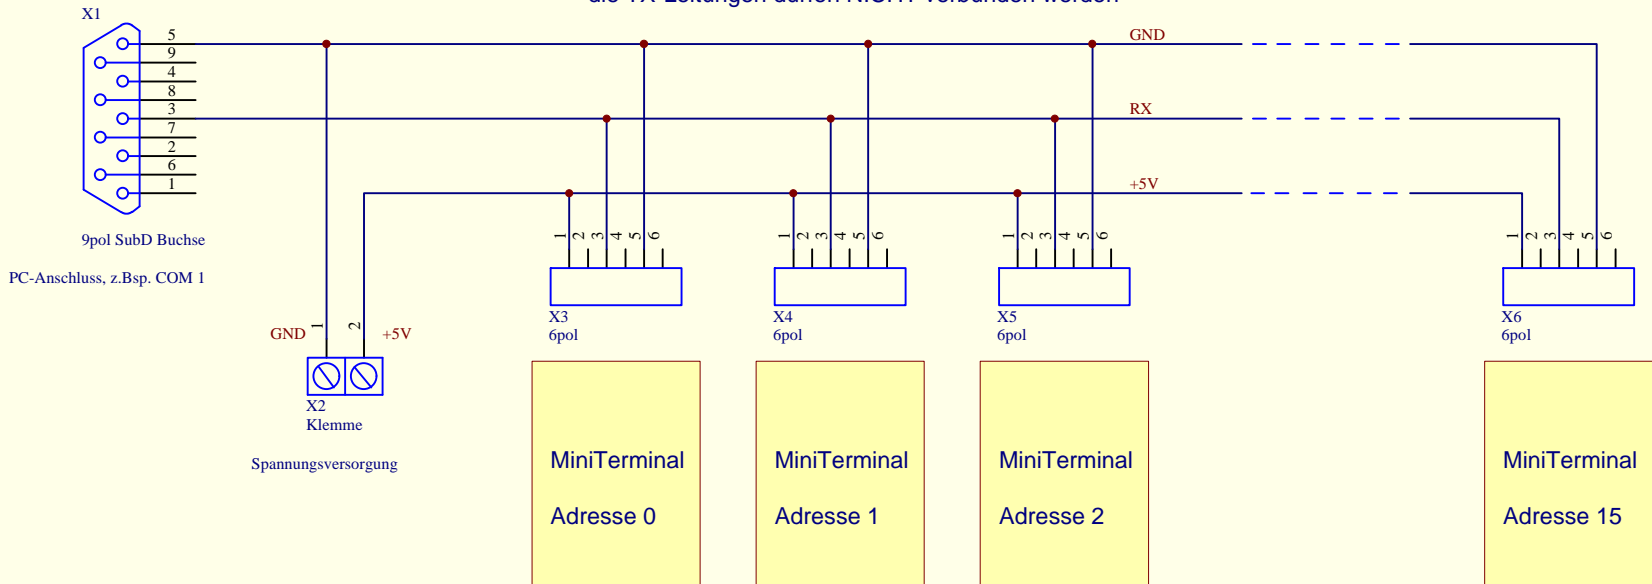 X1
5
9
4
8
3
7
2
6
1
9pol SubD Buchse
PC-Anschluss, z.Bsp. COM 1
GND
RX
+5V
GND
1
2
+5V
X2
Klemme
Spannungsversorgung
1 2 3 4 5 6
X3
6pol
1 2 3 4 5 6
X4
6pol
1 2 3 4 5 6
X5
6pol
1 2 3 4 5 6
X6
6pol
MiniTerminal
Adresse 0
MiniTerminal
Adresse 1
MiniTerminal
Adresse 2
MiniTerminal
Adresse 15